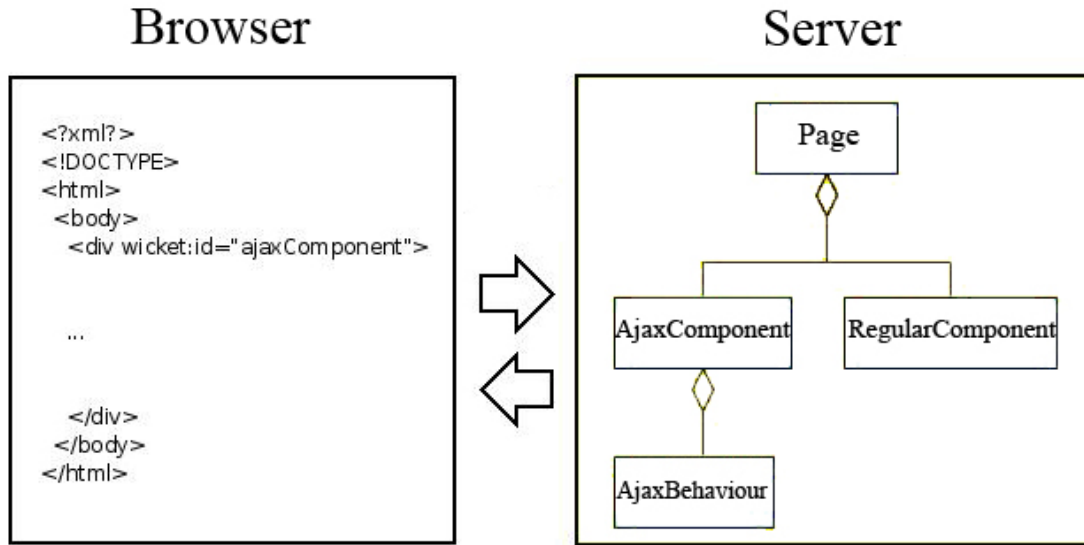 Browser
Server
<?xml?>
<!DOCTYPE>
<html>
<body>
<div wicket:id="ajaxComponent">
...
</div>
</body>
</html>
Page
AjaxComponent
RegularComponent
AjaxBehaviour